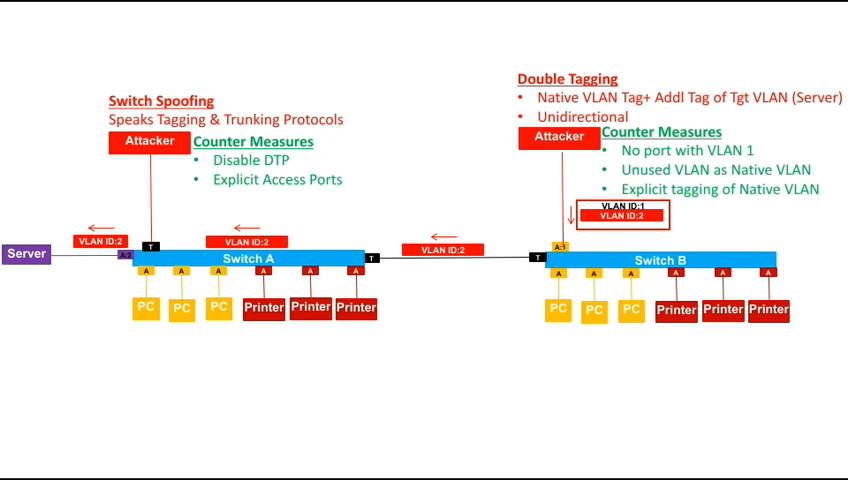 Double Tagging
• Native VLAN Tag+ Addl Tag of Tgt VLAN (Server)
• Unidirectional
Switch Spoofing
Speaks Tagging & Trunking Protocols
Attacker
Counter Measures
• Disable DTP
• Explicit Access Ports
Attacker
Counter Measures
• No port with VLAN 1
• Unused VLAN as Native VLAN
• Explicit tagging of Native VLAN
VLAN ID:1
VLAN ID:2
Server
VLAN ID:2
A:2
T
VLAN ID:2
Switch A
T
VLAN ID:2
T
A:1
Switch B
A A A A A A
PC PC PC Printer Printer Printer
A A A A A A
PC PC PC Printer Printer Printer